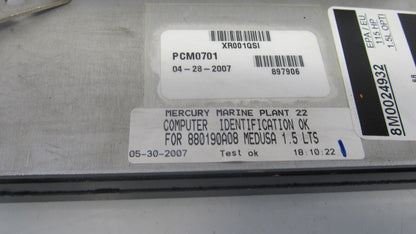 XR001QSI
PCM0701
04-28-2007
897906
MERCURY MARINE PLANT 22
COMPUTER IDENTIFICATION OK
FOR 880190A08 MEDUSA 1.5 LTS
05-30-2007 Test ok 18:10:22
EPA / EU
115 HP
1.5L OPTI
8M0024932